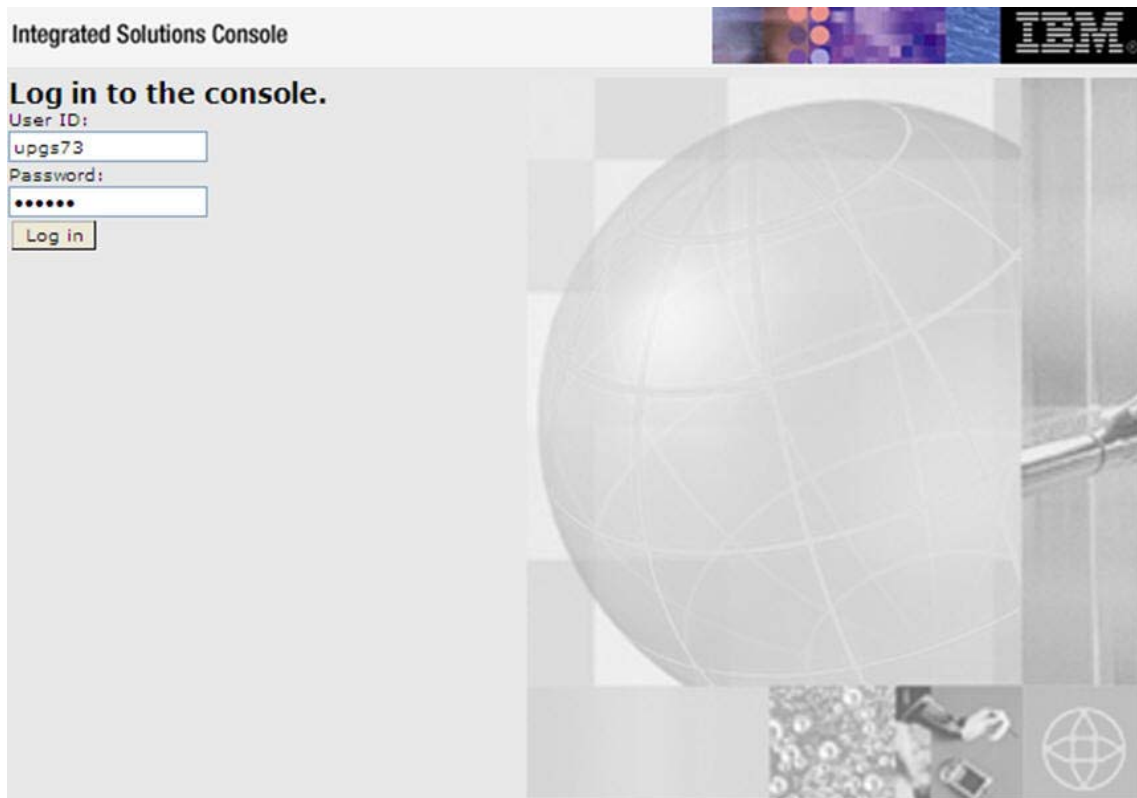 Integrated Solutions Console
IBM®
Log in to the console.
User ID:
upgs73
Password:
••••••
Log in